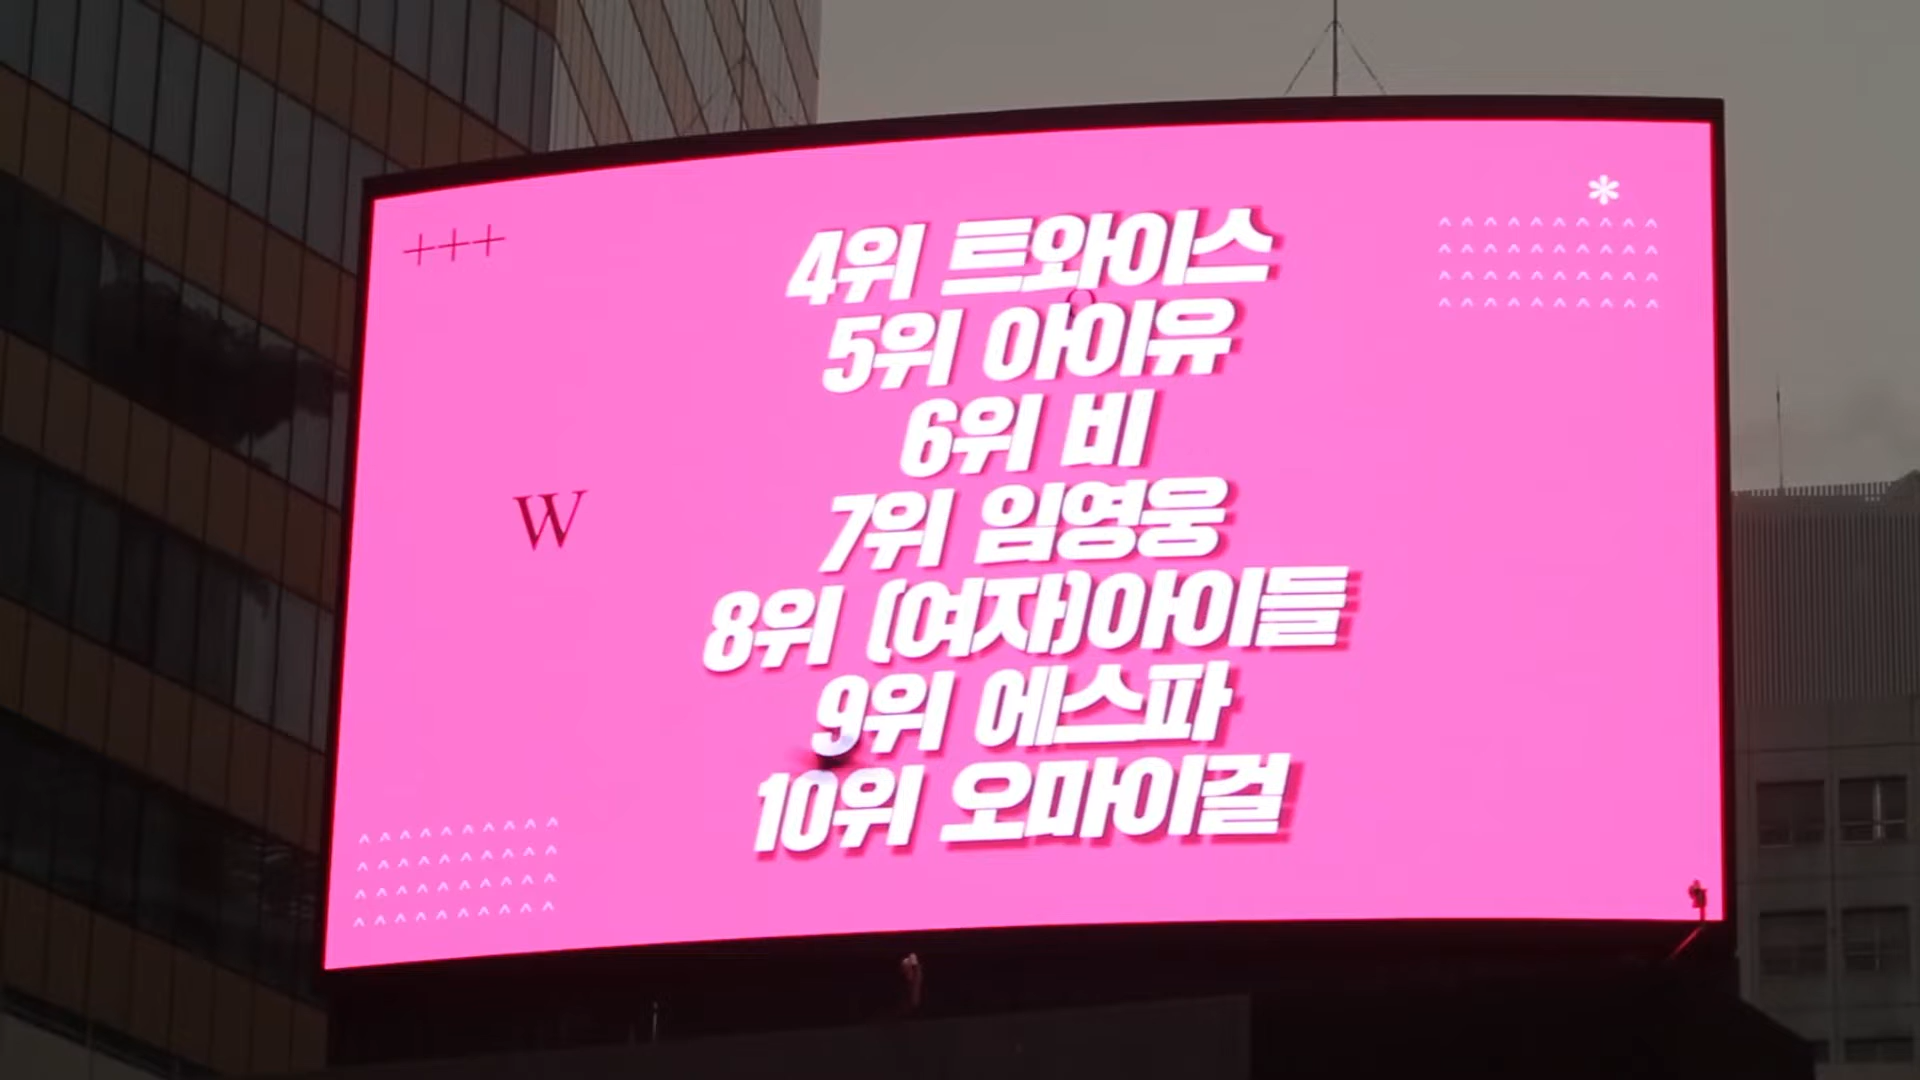 4위 트와이스
5위 아이유
6위 비
W
7위 임영웅
8위 (여자)아이들
9위 에스파
10위 오마이걸